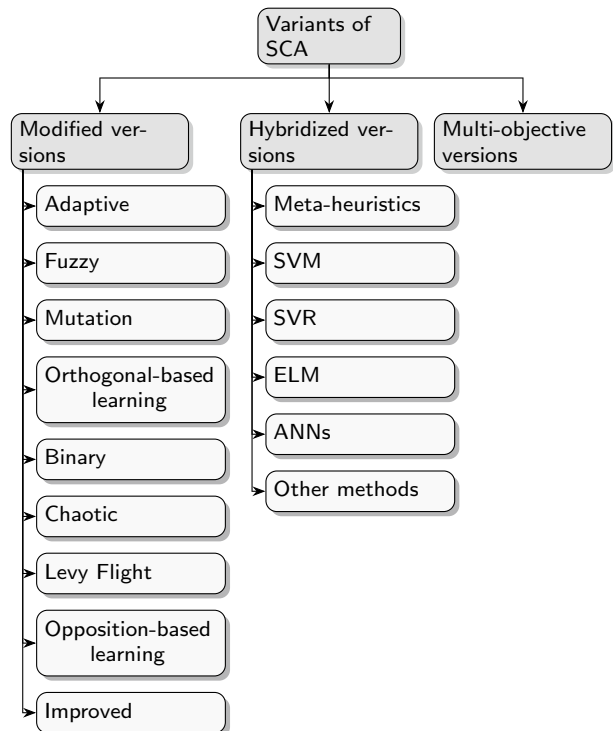 Variants of
SCA
Modified ver-
sions
Adaptive
Fuzzy
Mutation
Orthogonal-based
learning
Binary
Chaotic
Levy Flight
Opposition-based
learning
Improved
Hybridized ver-
sions
Meta-heuristics
SVM
SVR
ELM
ANNs
Other methods
Multi-objective
versions